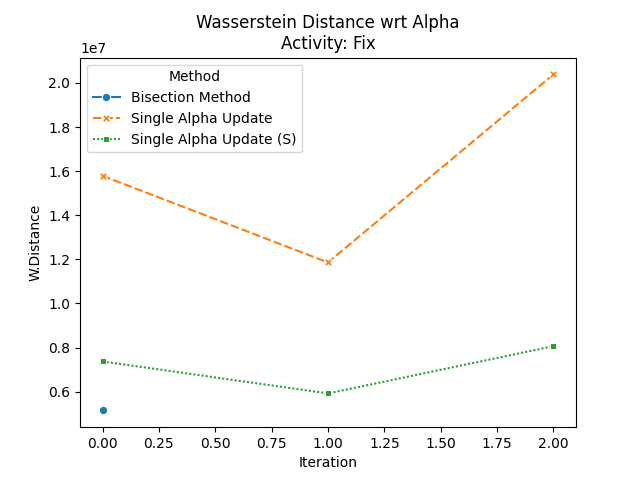 Wasserstein Distance wrt Alpha
Activity: Fix
1e7
Method
Bisection Method
Single Alpha Update
Single Alpha Update (S)
W.Distance
2.0
1.8
1.6
1.4
1.2
1.0
0.8
0.6
0.00 0.25 0.50 0.75 1.00 1.25 1.50 1.75 2.00
Iteration